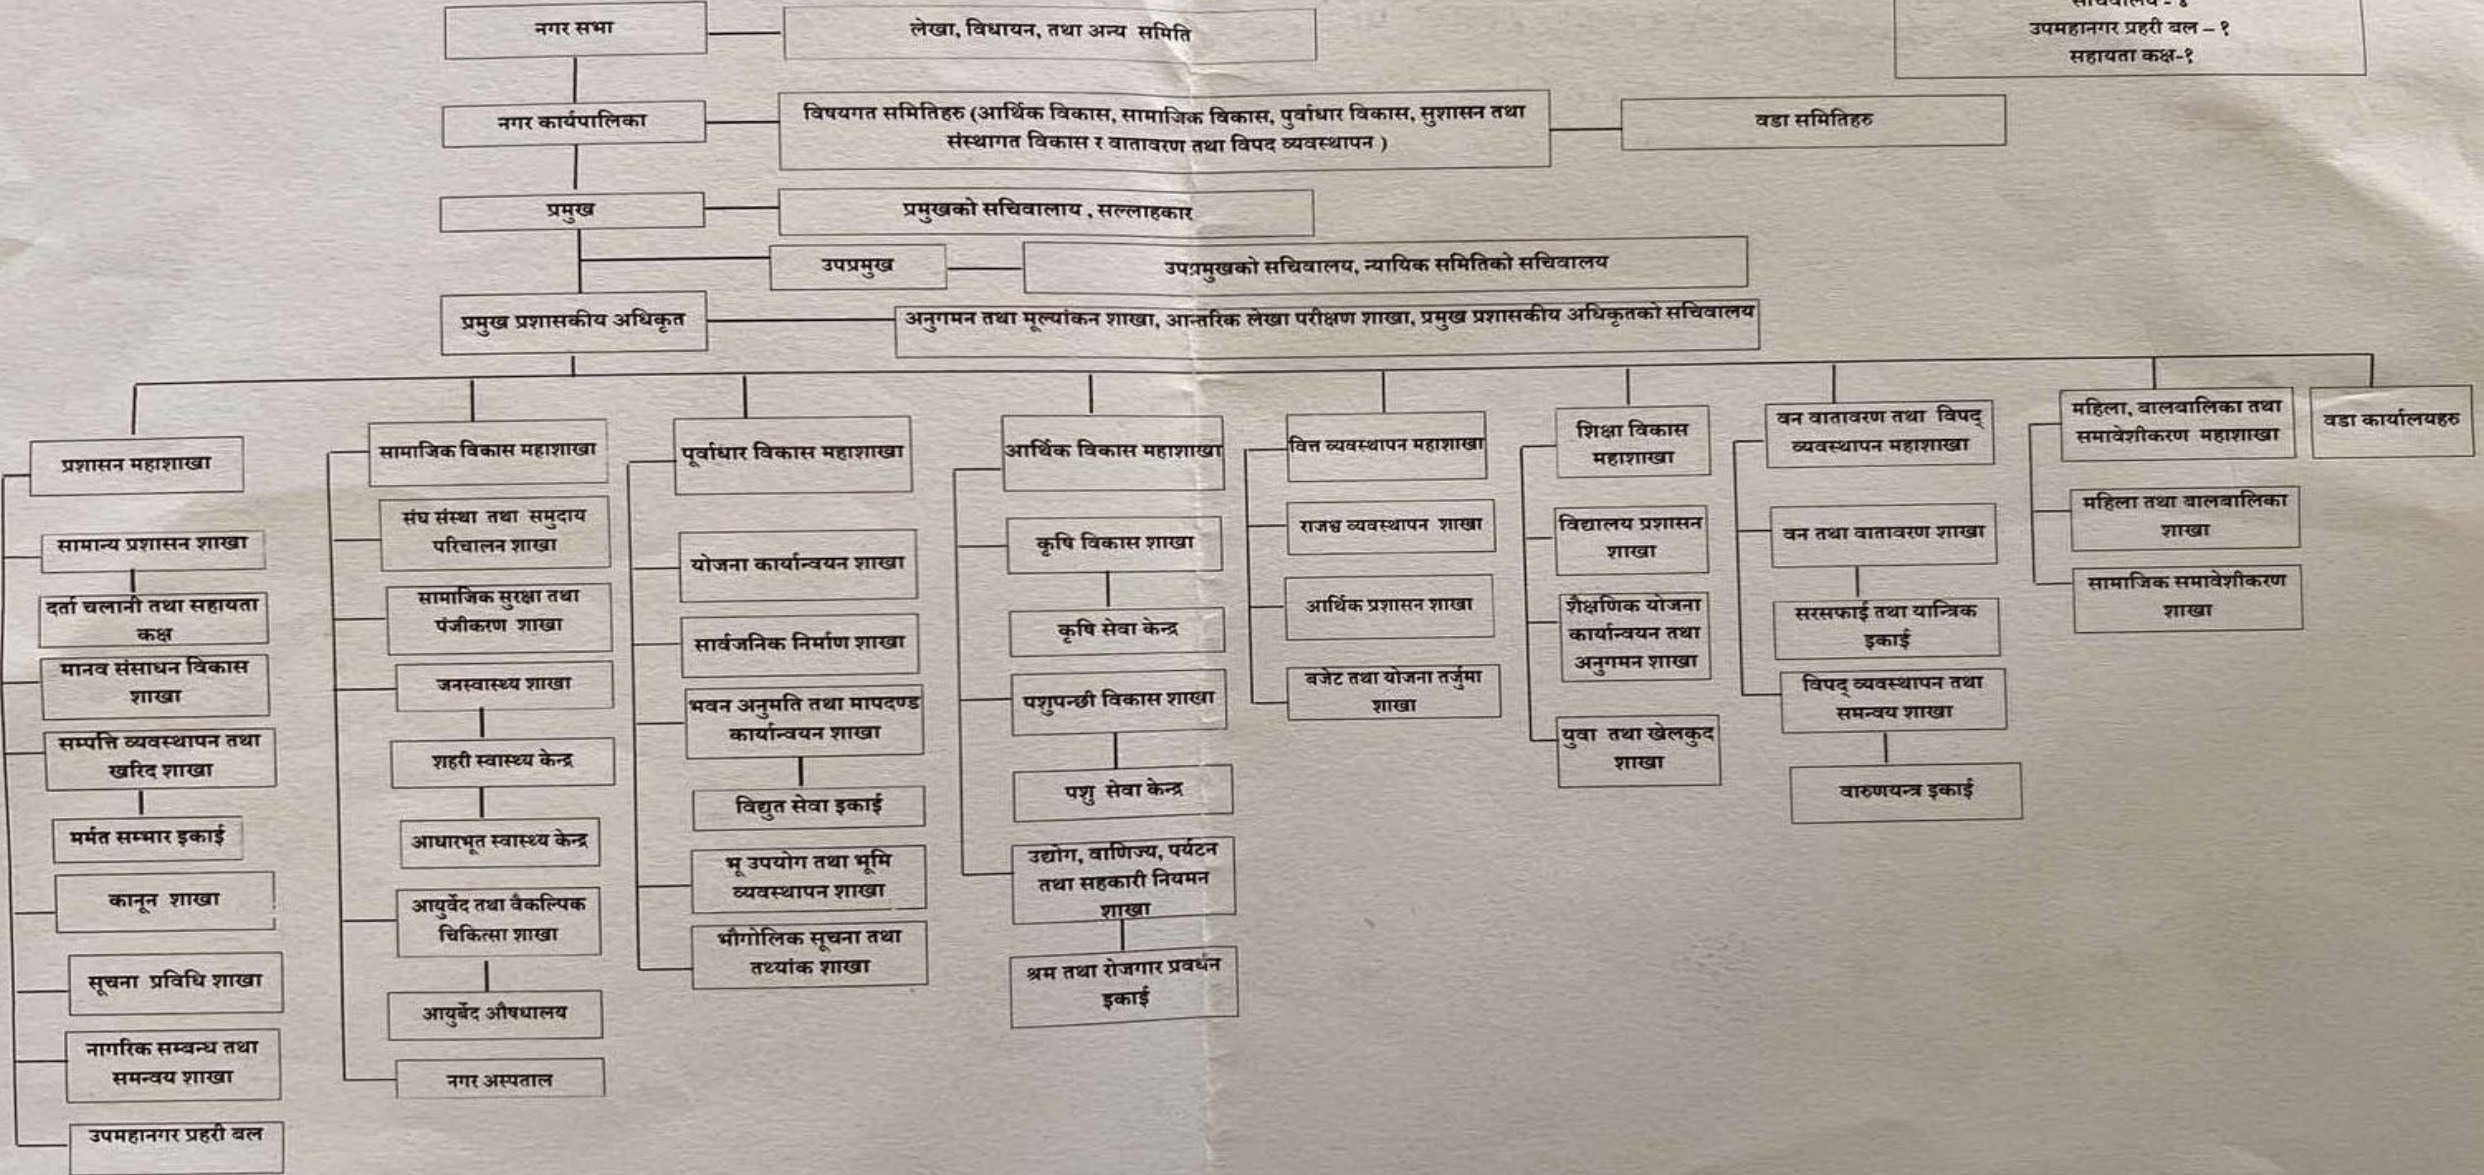 सचिवालय - ४
उपमहानगर प्रहरी बल – १
सहायता कक्ष-१
नगर सभा
लेखा, विधायन, तथा अन्य समिति
नगर कार्यपालिका
विषयगत समितिहरु (आर्थिक विकास, सामाजिक विकास, पुर्वाधार विकास, सुशासन तथा
संस्थागत विकास र वातावरण तथा विपद व्यवस्थापन )
वडा समितिहरु
प्रमुख
प्रमुखको सचिवालाय , सल्लाहकार
उपप्रमुख
उपप्रमुखको सचिवालय, न्यायिक समितिको सचिवालय
प्रमुख प्रशासकीय अधिकृत
अनुगमन तथा मूल्यांकन शाखा, आन्तरिक लेखा परीक्षण शाखा, प्रमुख प्रशासकीय अधिकृतको सचिवालय
प्रशासन महाशाखा
सामान्य प्रशासन शाखा
दर्ता चलानी तथा सहायता
कक्ष
मानव संसाधन विकास
शाखा
सम्पत्ति व्यवस्थापन तथा
खरिद शाखा
मर्मत सम्भार इकाई
कानून शाखा
सूचना प्रविधि शाखा
नागरिक सम्बन्ध तथा
समन्वय शाखा
उपमहानगर प्रहरी बल
सामाजिक विकास महाशाखा
संघ संस्था तथा समुदाय
परिचालन शाखा
सामाजिक सुरक्षा तथा
पंजीकरण शाखा
जनस्वास्थ्य शाखा
शहरी स्वास्थ्य केन्द्र
आधारभूत स्वास्थ्य केन्द्र
आयुर्वेद तथा वैकल्पिक
चिकित्सा शाखा
आयुर्बेद औषधालय
नगर अस्पताल
पूर्वाधार विकास महाशाखा
योजना कार्यान्वयन शाखा
सार्वजनिक निर्माण शाखा
भवन अनुमति तथा मापदण्ड
कार्यान्वयन शाखा
विद्युत सेवा इकाई
भू उपयोग तथा भूमि
व्यवस्थापन शाखा
भौगोलिक सूचना तथा
तथ्यांक शाखा
आर्थिक विकास महाशाखा
कृषि विकास शाखा
कृषि सेवा केन्द्र
पशुपन्छी विकास शाखा
पशु सेवा केन्द्र
उद्योग, वाणिज्य, पर्यटन
तथा सहकारी नियमन
शाखा
श्रम तथा रोजगार प्रवर्धन
इकाई
वित्त व्यवस्थापन महाशाखा
राजश्व व्यवस्थापन शाखा
आर्थिक प्रशासन शाखा
बजेट तथा योजना तर्जुमा
शाखा
शिक्षा विकास
महाशाखा
विद्यालय प्रशासन
शाखा
शैक्षणिक योजना
कार्यान्वयन तथा
अनुगमन शाखा
युवा तथा खेलकुद
शाखा
वन वातावरण तथा विपद्
व्यवस्थापन महाशाखा
वन तथा वातावरण शाखा
सरसफाई तथा यान्त्रिक
इकाई
विपद् व्यवस्थापन तथा
समन्वय शाखा
वारुणयन्त्र इकाई
महिला, बालबालिका तथा
समावेशीकरण महाशाखा
महिला तथा बालबालिका
शाखा
सामाजिक समावेशीकरण
शाखा
वडा कार्यालयहरु